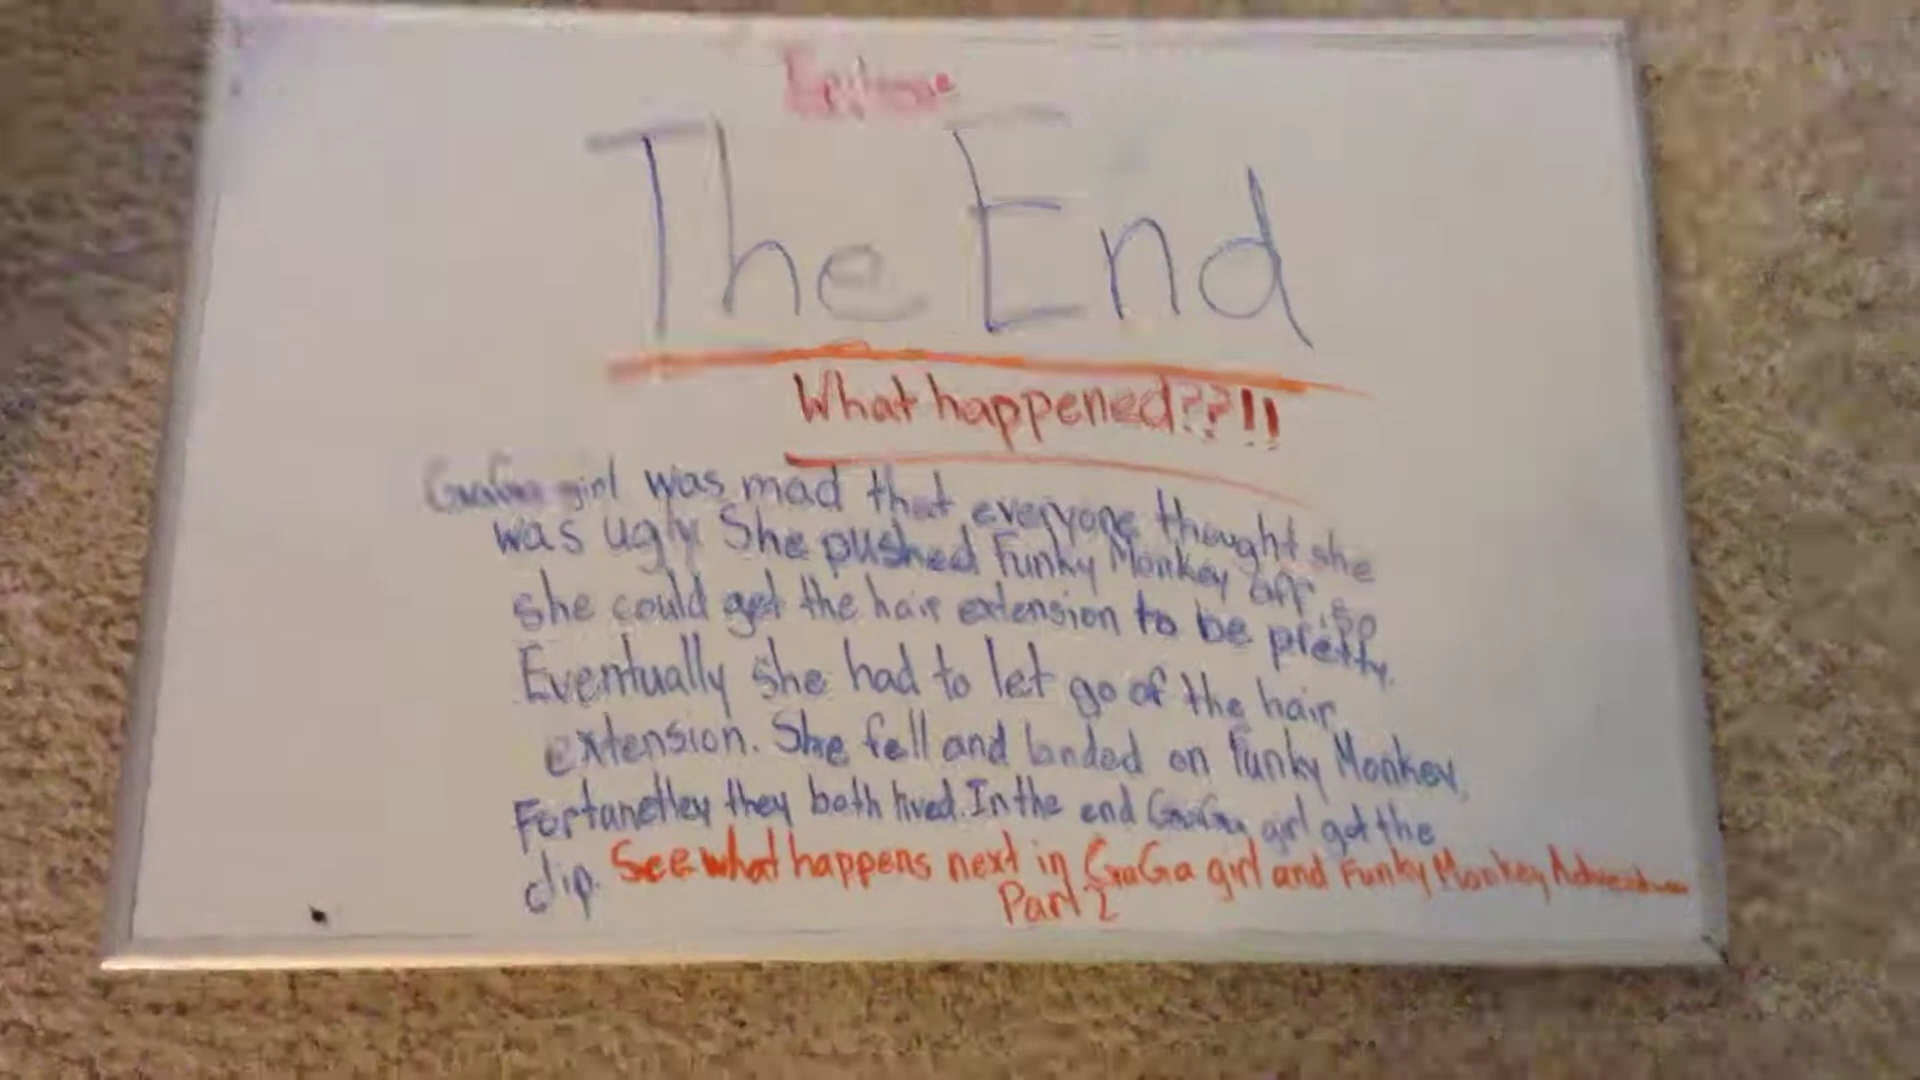 The End
What happened??!!
GaGa girl was mad that everyone thought she
was ugly. She pushed Funky Monkey off, so
she could get the hair extension to be pretty.
Eventually she had to let go of the hair
extension. She fell and landed on Funky Monkey.
Fortanetley they both lived. In the end GaGa girl got the
clip. See what happens next in GaGa girl and Funky Monkey
Part 2